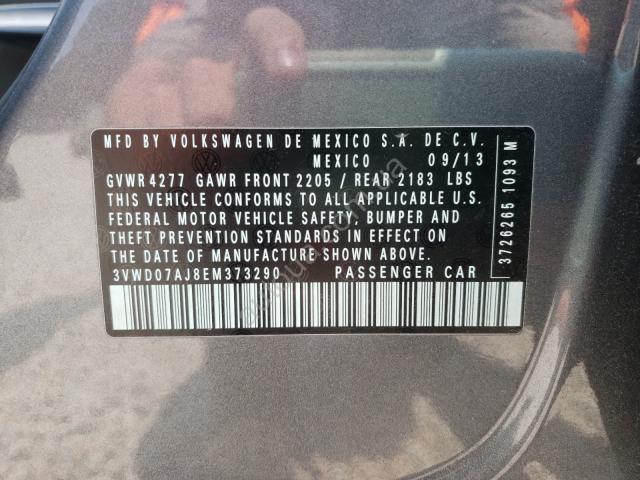 MFD BY VOLKSWAGEN DE MEXICO S.A. DE C.V.
MEXICO 09/13
GVWR 4277 GAWR FRONT 2205 / REAR 2183 LBS
THIS VEHICLE CONFORMS TO ALL APPLICABLE U.S.
FEDERAL MOTOR VEHICLE SAFETY, BUMPER AND
THEFT PREVENTION STANDARDS IN EFFECT ON
THE DATE OF MANUFACTURE SHOWN ABOVE.
3VWD07AJ8EM373290 PASSENGER CAR
37262651093 M